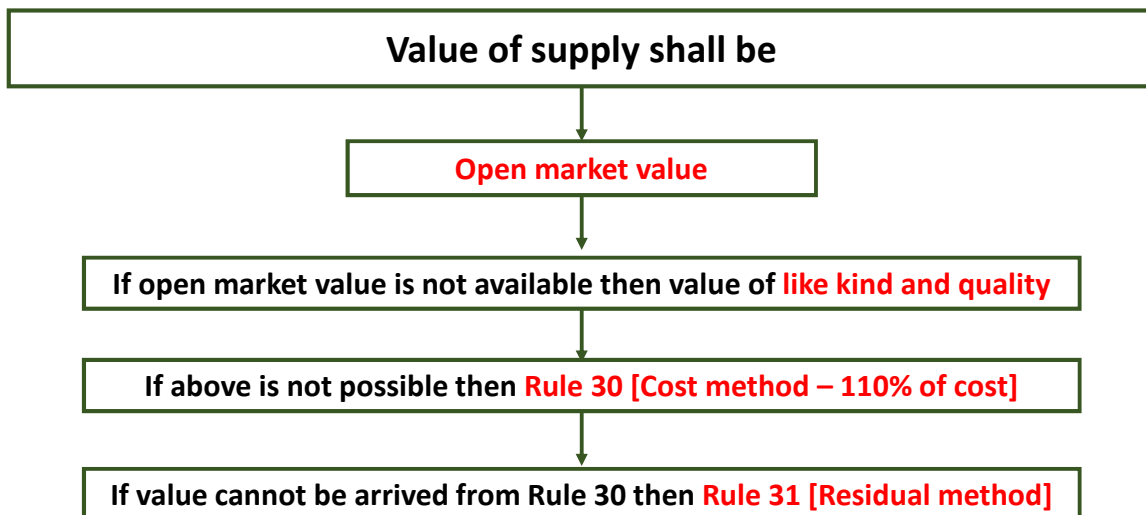 Value of supply shall be
Open market value
If open market value is not available then value of like kind and quality
If above is not possible then Rule 30 [Cost method – 110% of cost]
If value cannot be arrived from Rule 30 then Rule 31 [Residual method]